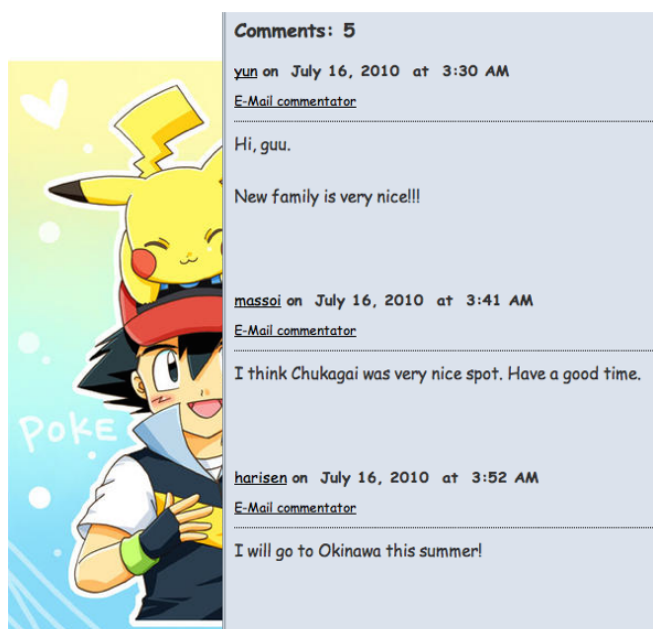 Comments: 5
yun on July 16, 2010 at 3:30 AM
E-Mail commentator
Hi, guu.
New family is very nice!!!
massoi on July 16, 2010 at 3:41 AM
E-Mail commentator
I think Chukagai was very nice spot. Have a good time.
harisen on July 16, 2010 at 3:52 AM
E-Mail commentator
I will go to Okinawa this summer!
POKE